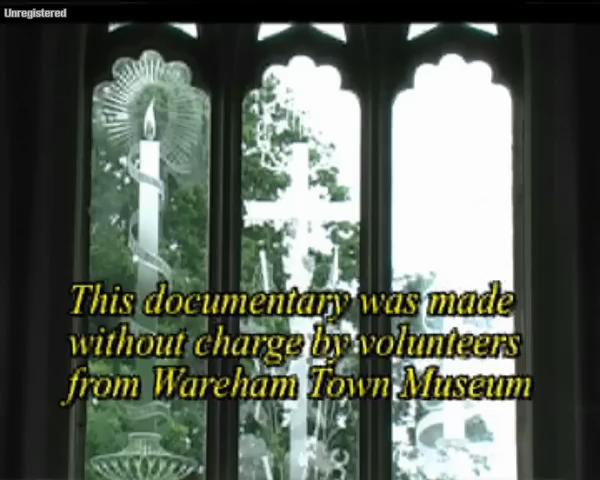 Unregistered
This documentary was made
without charge by volunteers
from Wareham Town Museum